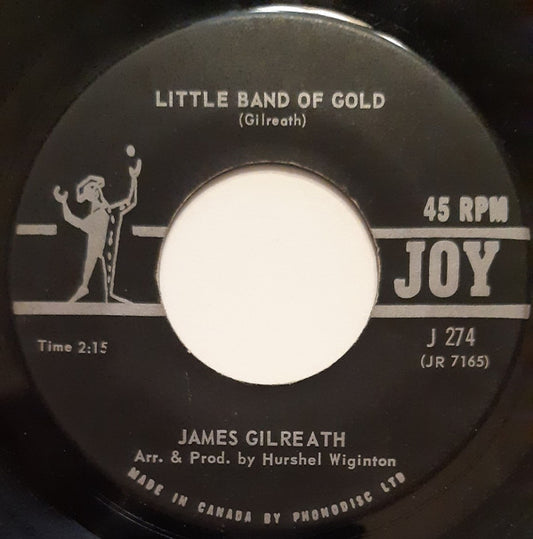 LITTLE BAND OF GOLD
(Gilreath)
45 RPM
JOY
Time 2:15
J 274
(JR 7165)
JAMES GILREATH
Arr. & Prod. by Hurshel Wiginton
MADE IN CANADA BY PHONODISC LTD